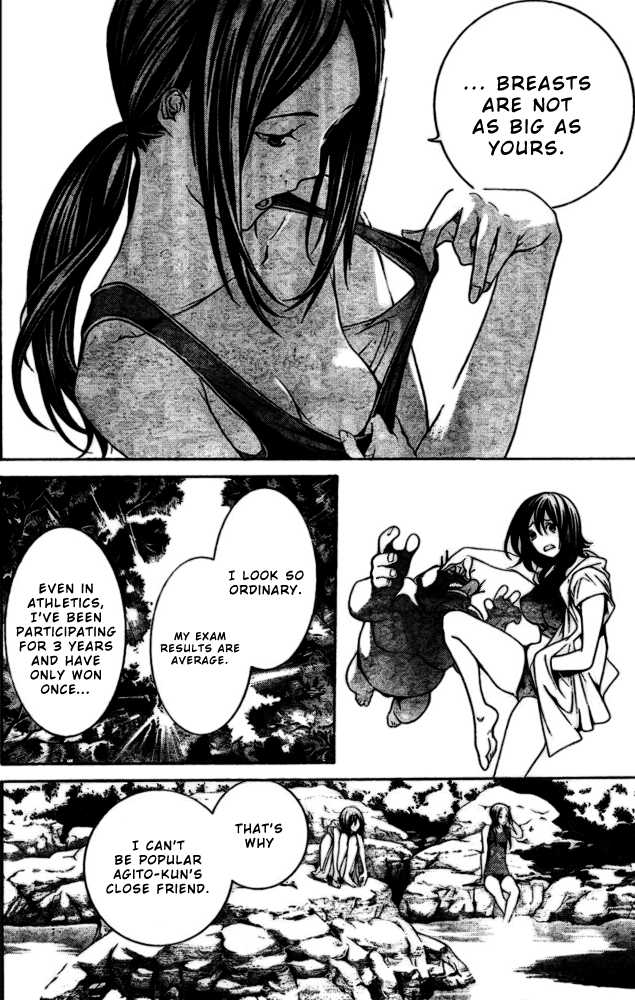 ... BREASTS
ARE NOT
AS BIG AS
YOURS.
I LOOK SO
ORDINARY.
MY EXAM
RESULTS ARE
AVERAGE.
EVEN IN
ATHLETICS,
I'VE BEEN
PARTICIPATING
FOR 3 YEARS
AND HAVE
ONLY WON
ONCE...
THAT'S
WHY
I CAN'T
BE POPULAR
AGITO-KUN'S
CLOSE FRIEND.